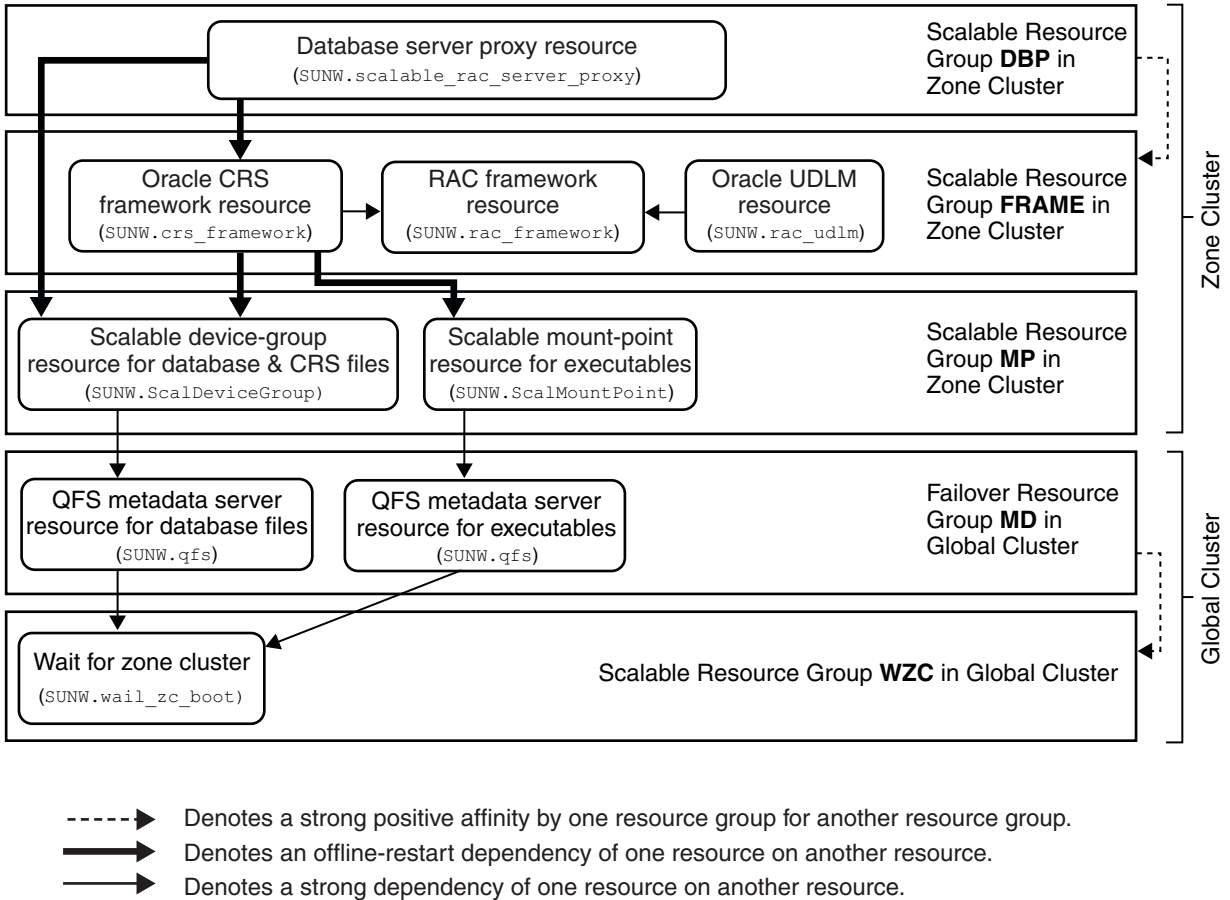 Database server proxy resource
(SUNW.scalable_rac_server_proxy)
Scalable Resource
Group DBP in
Zone Cluster
Oracle CRS
framework resource
(SUNW.crs_framework)
RAC framework
resource
(SUNW.rac_framework)
Oracle UDLM
resource
(SUNW.rac_udlm)
Scalable Resource
Group FRAME in
Zone Cluster
Scalable device-group
resource for database & CRS files
(SUNW.ScalDeviceGroup)
Scalable mount-point
resource for executables
(SUNW.ScalMountPoint)
Scalable Resource
Group MP in
Zone Cluster
Zone Cluster
QFS metadata server
resource for database files
(SUNW.qfs)
QFS metadata server
resource for executables
(SUNW.qfs)
Failover Resource
Group MD in
Global Cluster
Wait for zone cluster
(SUNW.wail_zc_boot)
Scalable Resource Group WZC in Global Cluster
Global Cluster
Denotes a strong positive affinity by one resource group for another resource group.
Denotes an offline-restart dependency of one resource on another resource.
Denotes a strong dependency of one resource on another resource.